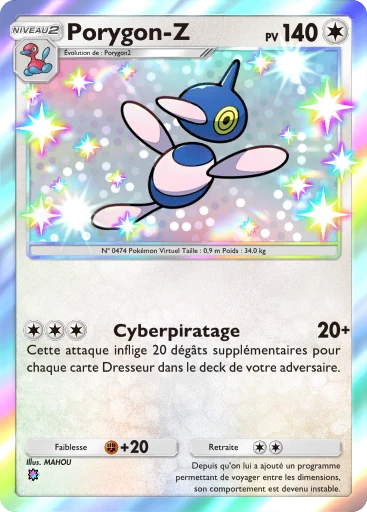 NIVEAU2
Porygon-Z
PV 140
Évolution de : Porygon2
N° 0474 Pokémon Virtuel Taille : 0,9 m Poids : 34.0 kg
Cyberpiratage 20+
Cette attaque inflige 20 dégâts supplémentaires pour
chaque carte Dresseur dans le deck de votre adversaire.
Faiblesse +20
Retraite
Illus. MAHOU
Depuis qu'on lui a ajouté un programme
permettant de voyager entre les dimensions,
son comportement est devenu instable.